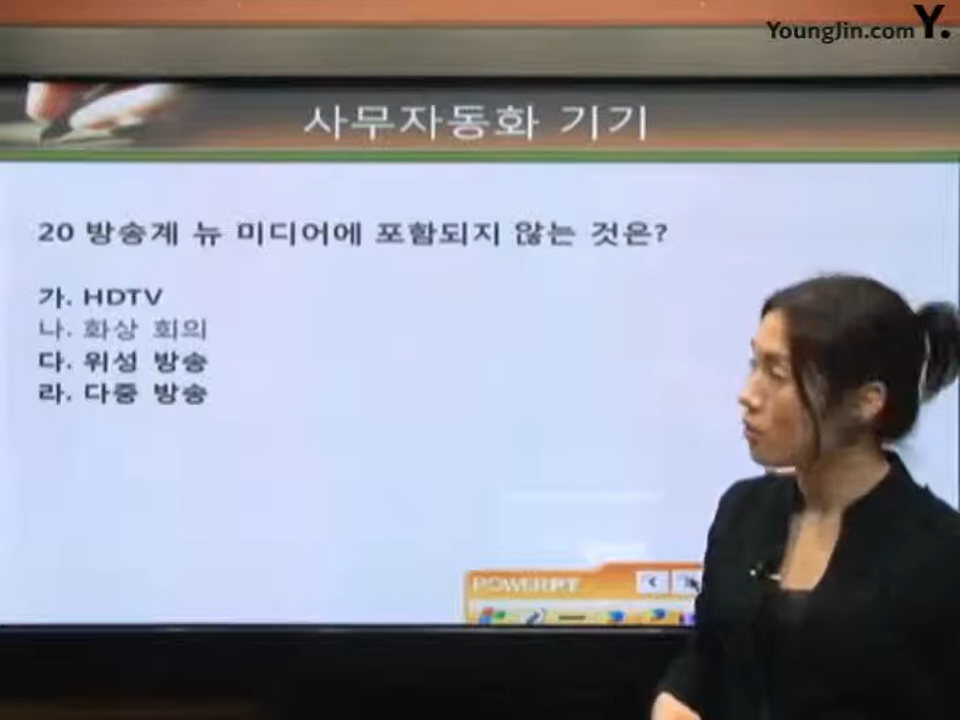 YoungJin.com Y.
사무자동화 기기
20 방송계 뉴 미디어에 포함되지 않는 것은?
가. HDTV
나. 화상 회의
다. 위성 방송
라. 다중 방송
POWERPT